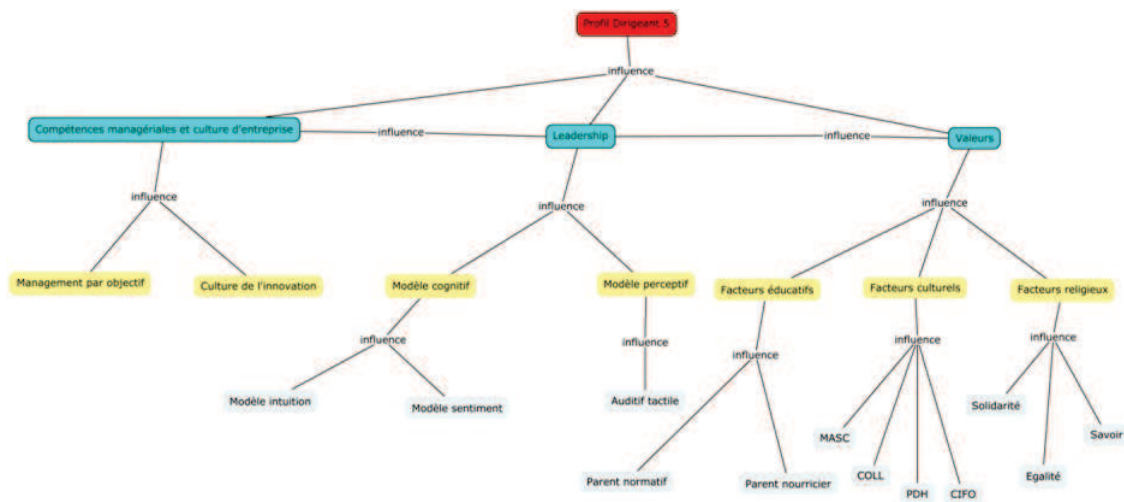 Profil Dirigeant 5
influence
Compétences managériales et culture d'entreprise
influence
Leadership
influence
Valeurs
influence
influence
influence
Management par objectif
Culture de l'innovation
Modèle cognitif
Modèle perceptif
Facteurs éducatifs
Facteurs culturels
Facteurs religieux
influence
influence
influence
influence
influence
Modèle intuition
Modèle sentiment
Auditif tactile
Solidarité
MASC
Savoir
Parent normatif
Parent nourricier
COLL
Egalité
PDH
CIFO